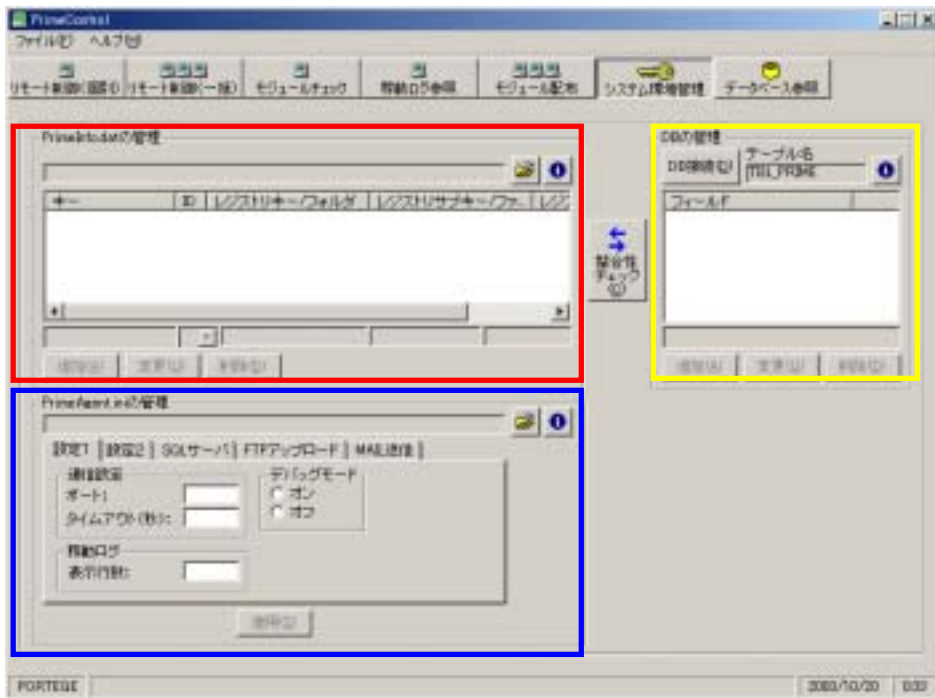 PrimeControl
ファイル(F) ヘルプ(H)
リモート制御(個別) リモート制御(一括) モジュールチェック 稼動ログ参照 モジュール配布 システム環境管理 データベース参照
PrimeInfo.datの管理
キー ID レジストリキー/フォルダ レジストリサブキー/ファ.. レジ
追加(A) 変更(U) 削除(D)
整合性
チェック
(C)
DBの管理
DB接続 テーブル名
TBL_PRIME
フィールド
追加(A) 変更(U) 削除(D)
PrimeAgent.iniの管理
設定1 設定2 SQLサーバ FTPアップロード MAIL送信
通信設定
ポート:
タイムアウト(秒):
デバッグモード
オン
オフ
稼動ログ
表示行数:
PORTEGE 2003/10/20